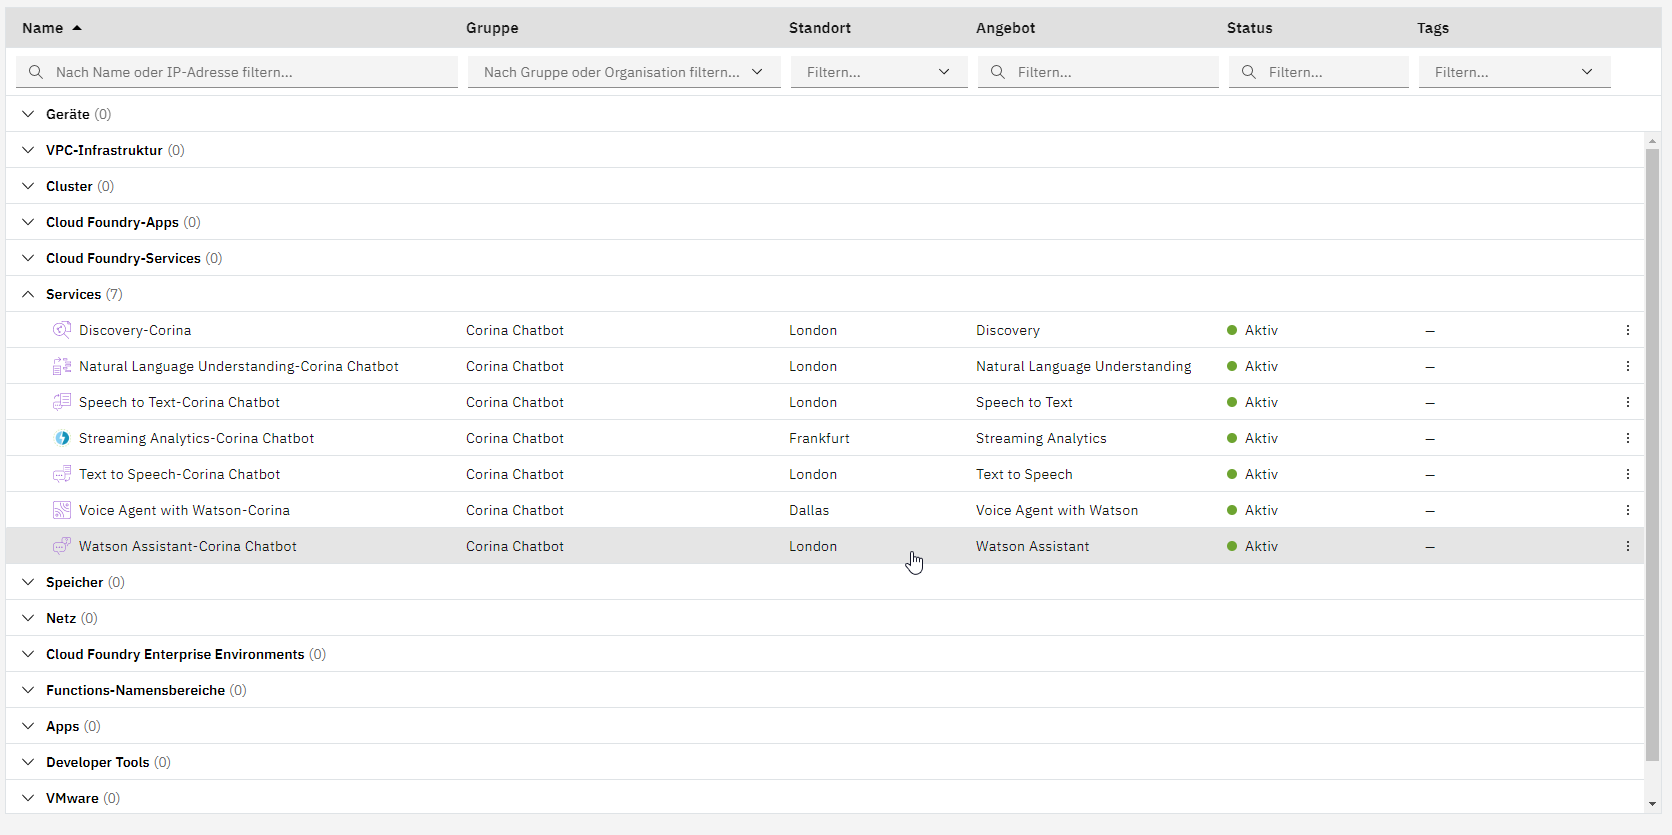 Name Gruppe Standort Angebot Status Tags
Nach Name oder IP-Adresse filtern... Nach Gruppe oder Organisation filtern... Filtern... Filtern... Filtern... Filtern...
Geräte (0)
VPC-Infrastruktur (0)
Cluster (0)
Cloud Foundry-Apps (0)
Cloud Foundry-Services (0)
Services (7)
Discovery-Corina Corina Chatbot London Discovery Aktiv –
Natural Language Understanding-Corina Chatbot Corina Chatbot London Natural Language Understanding Aktiv –
Speech to Text-Corina Chatbot Corina Chatbot London Speech to Text Aktiv –
Streaming Analytics-Corina Chatbot Corina Chatbot Frankfurt Streaming Analytics Aktiv –
Text to Speech-Corina Chatbot Corina Chatbot London Text to Speech Aktiv –
Voice Agent with Watson-Corina Corina Chatbot Dallas Voice Agent with Watson Aktiv –
Watson Assistant-Corina Chatbot Corina Chatbot London Watson Assistant Aktiv –
Speicher (0)
Netz (0)
Cloud Foundry Enterprise Environments (0)
Functions-Namensbereiche (0)
Apps (0)
Developer Tools (0)
VMware (0)